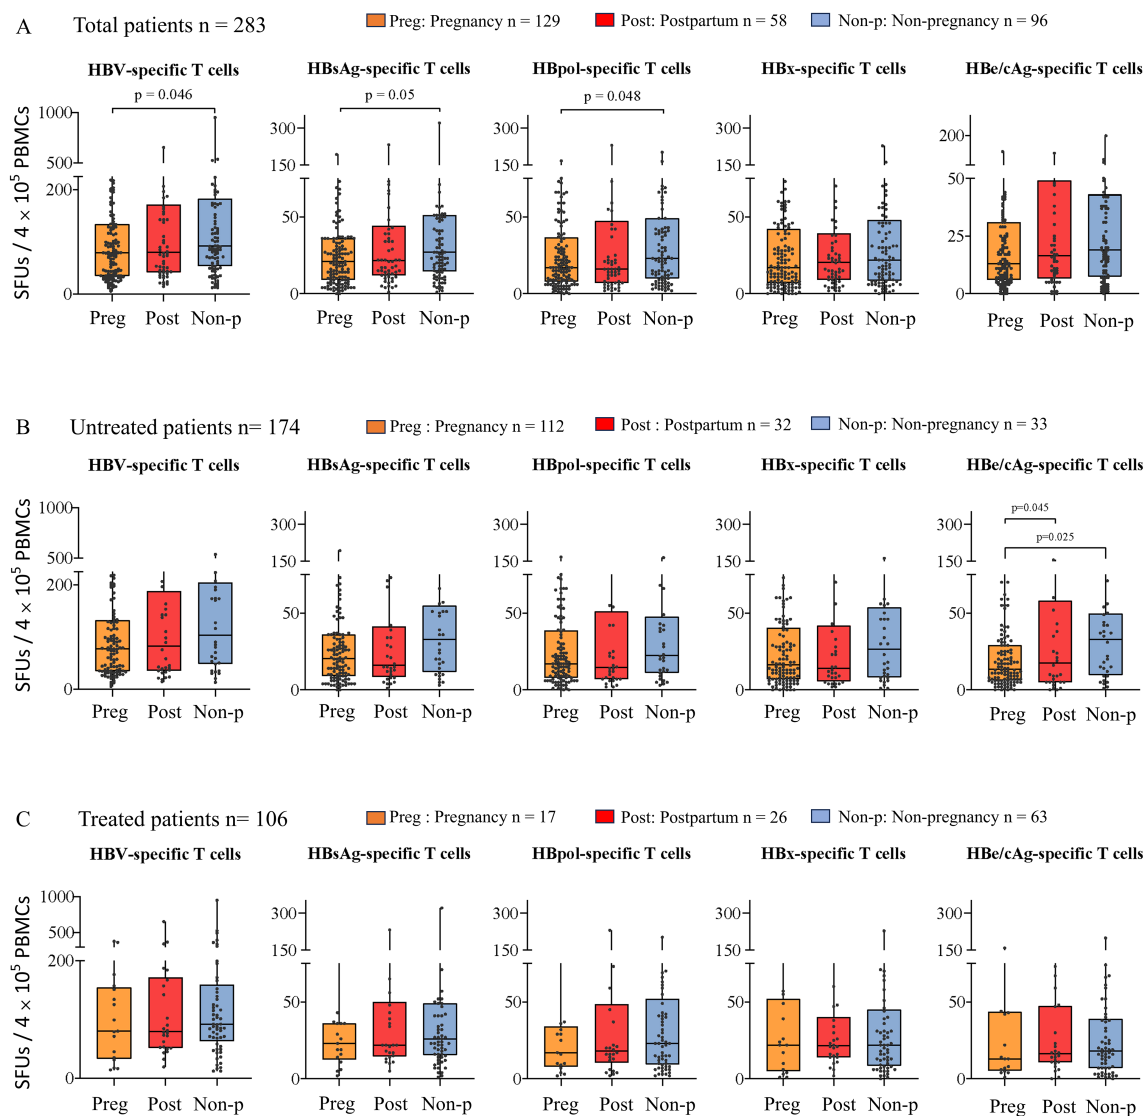 A Total patients n = 283 Preg: Pregnancy n = 129 Post: Postpartum n = 58 Non-p: Non-pregnancy n = 96
HBV-specific T cells HBsAg-specific T cells HBpol-specific T cells HBx-specific T cells HBe/cAg-specific T cells
p = 0.046 p = 0.05 p = 0.048
SFUs / 4 × 10⁵ PBMCs
1000 300 300 300 200
500 150 150 150 100
200 50 50 50 50
25
0 0 0 0 0
Preg Post Non-p Preg Post Non-p Preg Post Non-p Preg Post Non-p Preg Post Non-p
B Untreated patients n= 174 Preg : Pregnancy n = 112 Post : Postpartum n = 32 Non-p: Non-pregnancy n = 33
HBV-specific T cells HBsAg-specific T cells HBpol-specific T cells HBx-specific T cells HBe/cAg-specific T cells
p=0.045
p=0.025
SFUs / 4 × 10⁵ PBMCs
1000 300 300 300 300
500 150 150 150 150
200 50 50 50 50
0 0 0 0 0
Preg Post Non-p Preg Post Non-p Preg Post Non-p Preg Post Non-p Preg Post Non-p
C Treated patients n= 106 Preg : Pregnancy n = 17 Post: Postpartum n = 26 Non-p: Non-pregnancy n = 63
HBV-specific T cells HBsAg-specific T cells HBpol-specific T cells HBx-specific T cells HBe/cAg-specific T cells
SFUs / 4 × 10⁵ PBMCs
1000 300 300 300 300
500 150 150 150 150
200 50 50 50 50
0 0 0 0 0
Preg Post Non-p Preg Post Non-p Preg Post Non-p Preg Post Non-p Preg Post Non-p